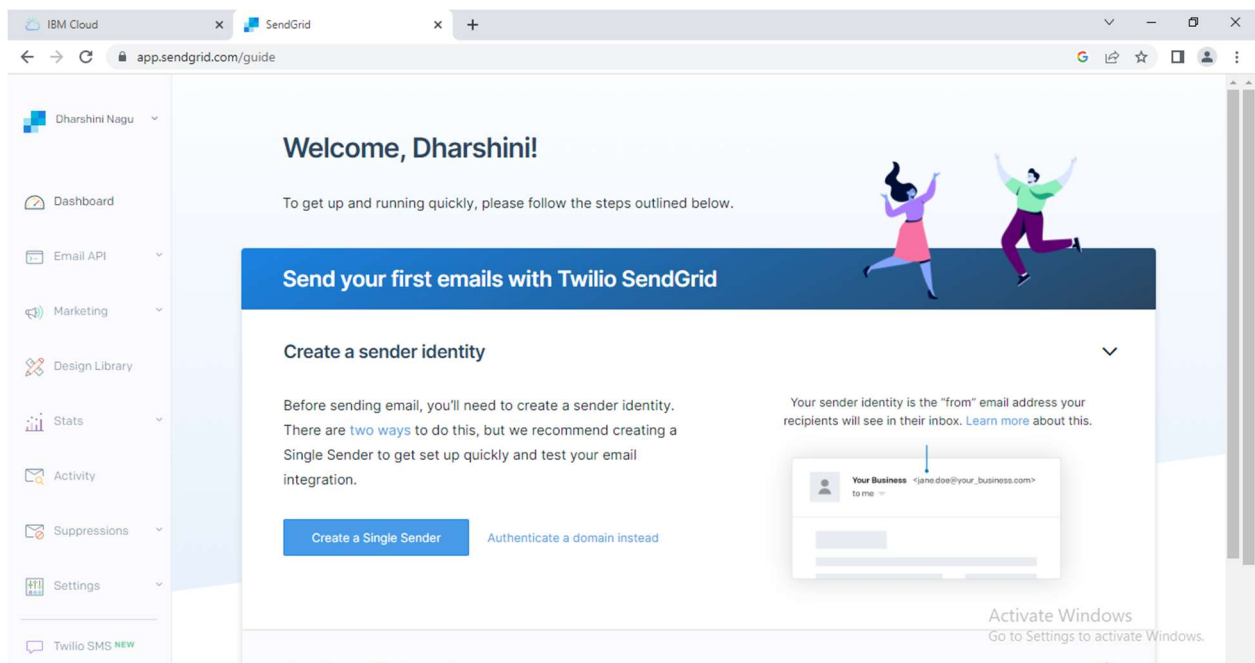 IBM Cloud
SendGrid
app.sendgrid.com/guide
Dharshini Nagu
Dashboard
Email API
Marketing
Design Library
Stats
Activity
Suppressions
Settings
Twilio SMS NEW
Welcome, Dharshini!
To get up and running quickly, please follow the steps outlined below.
Send your first emails with Twilio SendGrid
Create a sender identity
Before sending email, you'll need to create a sender identity.
There are two ways to do this, but we recommend creating a
Single Sender to get set up quickly and test your email
integration.
Create a Single Sender
Authenticate a domain instead
Your sender identity is the "from" email address your
recipients will see in their inbox. Learn more about this.
Your Business <jane.doe@your_business.com>
to me
Activate Windows
Go to Settings to activate Windows.